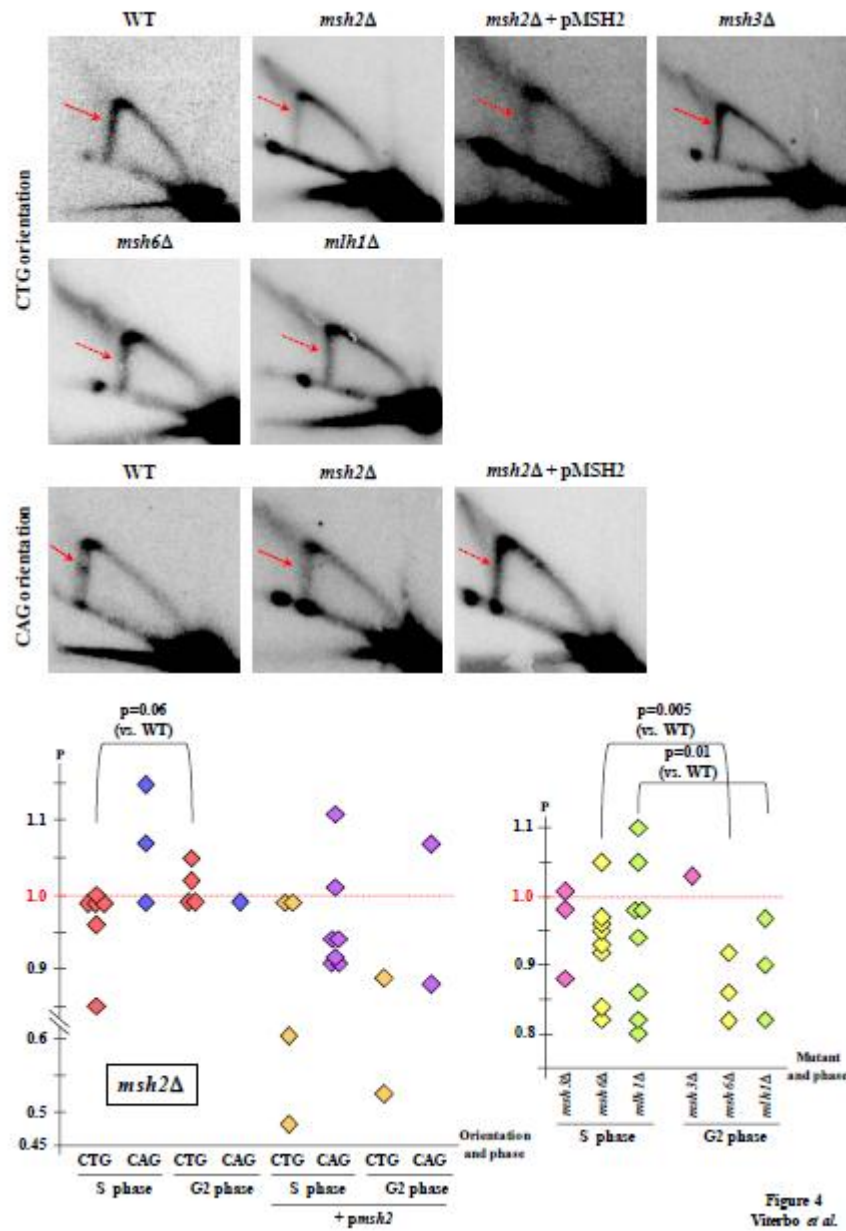 WT msh2Δ msh2Δ + pMSH2 msh3Δ
CTG orientation
msh6Δ mlh1Δ
WT msh2Δ msh2Δ + pMSH2
CAG orientation
p=0.06
(vs. WT)
P
1.1
1.0
0.9
0.6
0.5
0.45
msh2Δ
Orientation
and phase
CTG CAG CTG CAG CTG CAG CTG CAG
S phase G2 phase S phase G2 phase
+ pmsh2
p=0.005
(vs. WT)
p=0.01
(vs. WT)
P
1.1
1.0
0.9
0.8
Mutant
and phase
msh3Δ msh6Δ mlh1Δ msh3Δ msh6Δ mlh1Δ
S phase G2 phase
Figure 4
Viterbo et al.